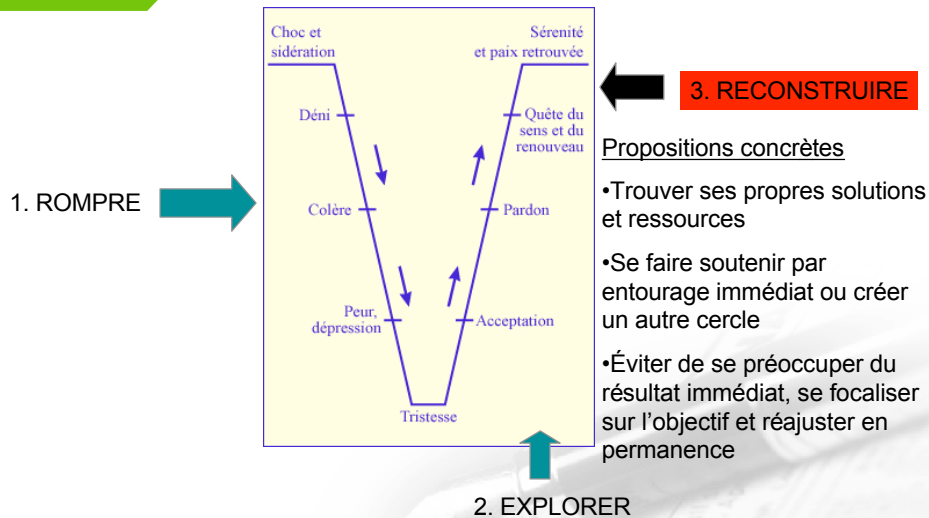 Choc et
sidération
Sérénité
et paix retrouvée
3. RECONSTRUIRE
Déni
Quête du
sens et du
renouveau
Propositions concrètes
•Trouver ses propres solutions
et ressources
1. ROMPRE
Colère
Pardon
•Se faire soutenir par
entourage immédiat ou créer
un autre cercle
Peur,
dépression
Acceptation
•Éviter de se préoccuper du
résultat immédiat, se focaliser
sur l’objectif et réajuster en
permanence
Tristesse
2. EXPLORER